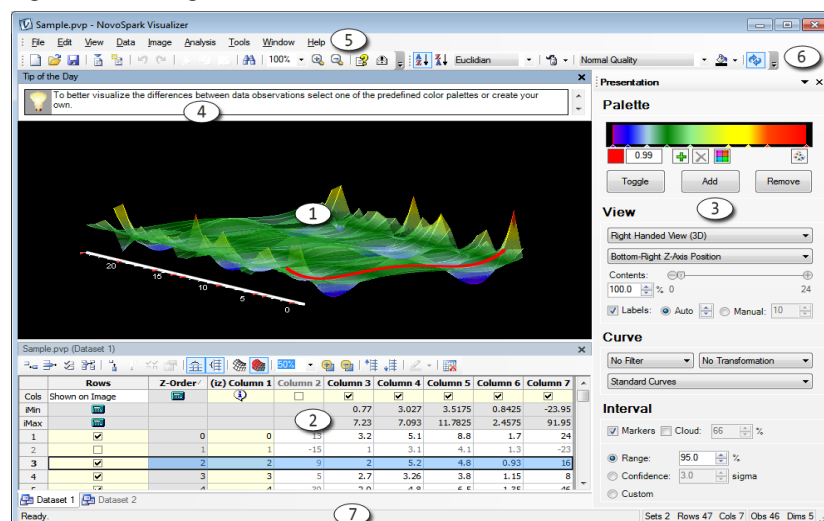 Sample.pvp - NovoSpark Visualizer
File Edit View Data Image Analysis Tools Window Help 5
100% Euclidian Normal Quality 6
Tip of the Day
To better visualize the differences between data observations select one of the predefined color palettes or create your
own.
4
1
20 15 10 5 0
Presentation
Palette
0.99
Toggle Add Remove
View 3
Right Handed View (3D)
Bottom-Right Z-Axis Position
Contents:
100.0 % 0 24
Labels: Auto Manual: 10
Curve
No Filter No Transformation
Standard Curves
Interval
Markers Cloud: 66 %
Range: 95.0 %
Confidence: 3.0 sigma
Custom
Sample.pvp (Dataset 1)
50%
Rows Z-Order (iz) Column 1 Column 2 Column 3 Column 4 Column 5 Column 6 Column 7
Cols Shown on Image
iMin 0.77 3.027 3.5175 0.8425 -23.95
iMax 2 7.23 7.093 11.7825 2.4575 91.95
1 0 0 3.2 5.1 8.8 1.7 24
2 1 1 -15 1 3.1 4.1 1.3 -23
3 2 2 9 2 5.2 4.8 0.93 16
4 3 3 5 2.7 3.26 3.8 1.15 8
Dataset 1 Dataset 2
Ready. 7 Sets 2 Rows 47 Cols 7 Obs 46 Dims 5